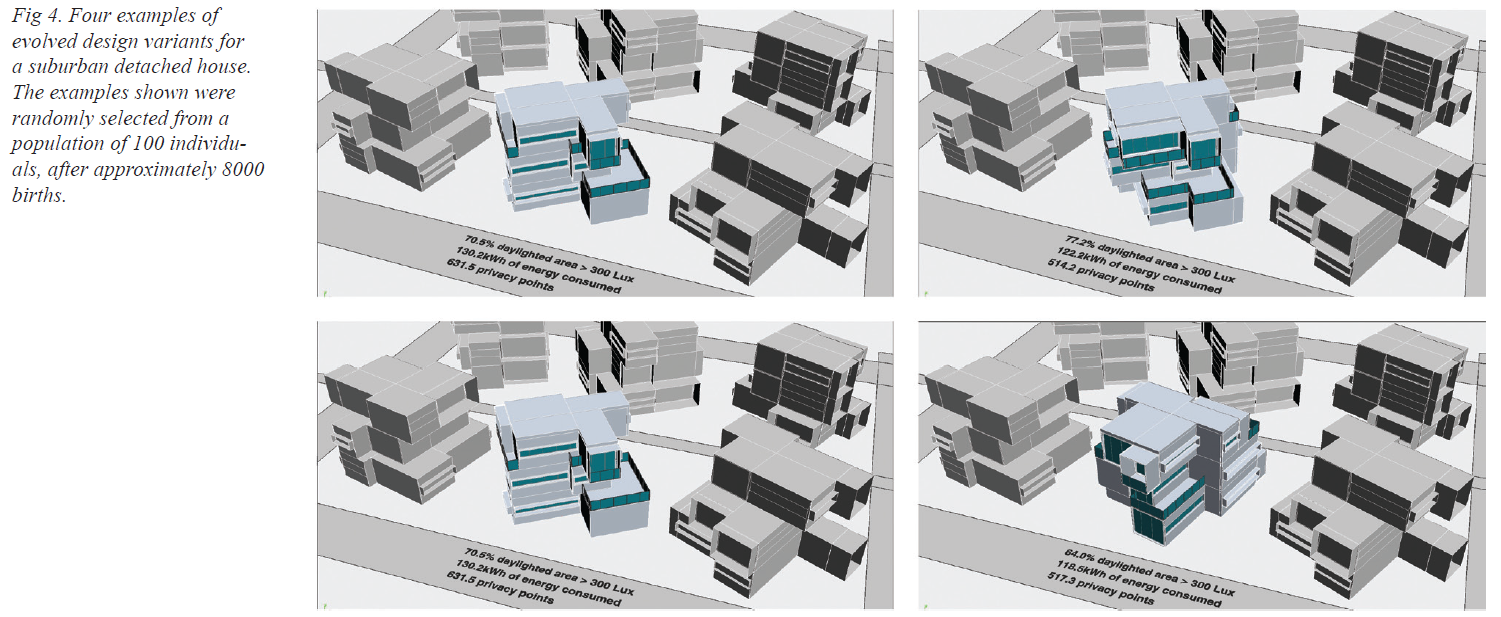 Fig 4. Four examples of
evolved design variants for
a suburban detached house.
The examples shown were
randomly selected from a
population of 100 individu-
als, after approximately 8000
births.
70.5% daylighted area > 300 Lux
130.2kWh of energy consumed
631.5 privacy points
77.2% daylighted area > 300 Lux
122.2kWh of energy consumed
514.2 privacy points
70.5% daylighted area > 300 Lux
130.2kWh of energy consumed
631.5 privacy points
64.0% daylighted area > 300 Lux
118.5kWh of energy consumed
517.3 privacy points